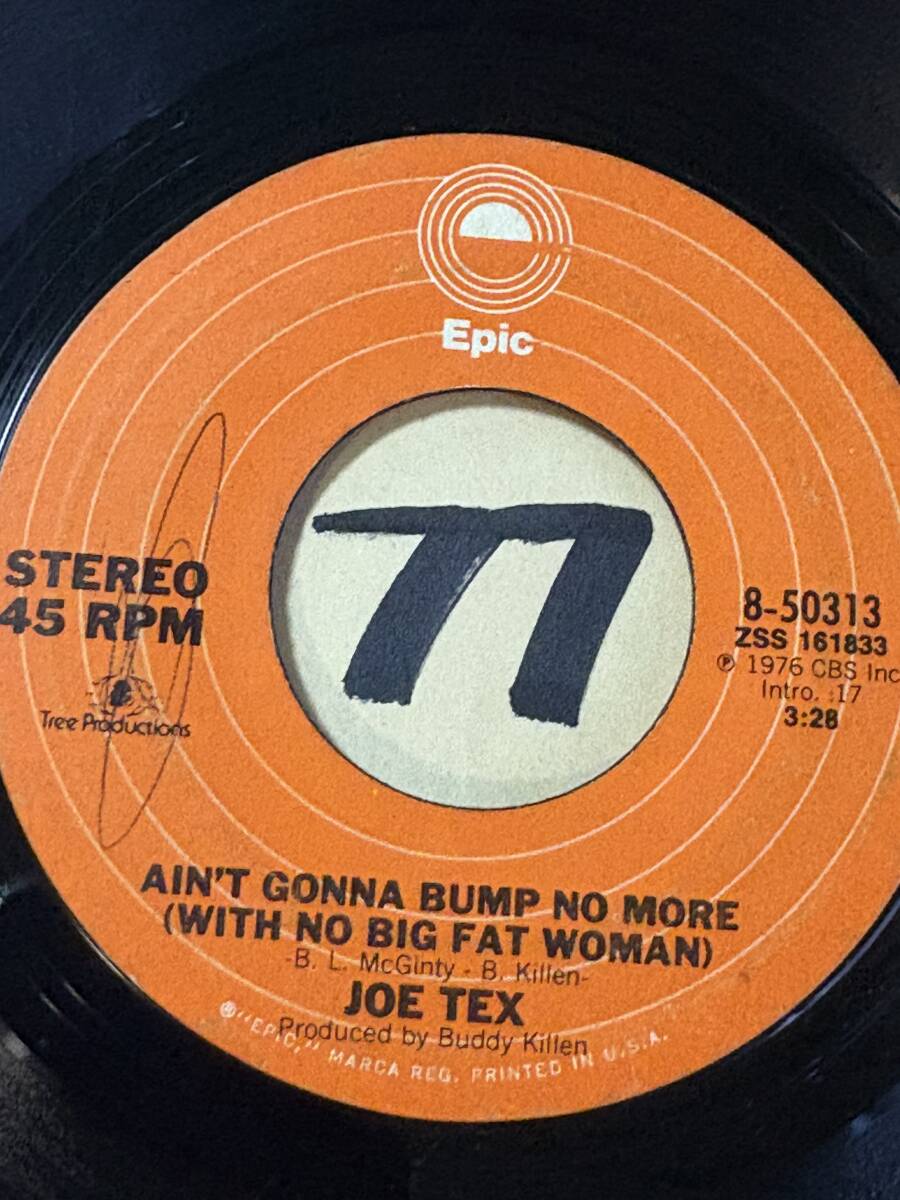 Epic
77
STEREO
45 RPM
Tree Productions
8-50313
ZSS 161833
℗ 1976 CBS Inc
Intro. :17
3:28
AIN'T GONNA BUMP NO MORE
(WITH NO BIG FAT WOMAN)
-B. L. McGinty - B. Killen-
JOE TEX
Produced by Buddy Killen
®"EPIC," MARCA REG. PRINTED IN U.S.A.